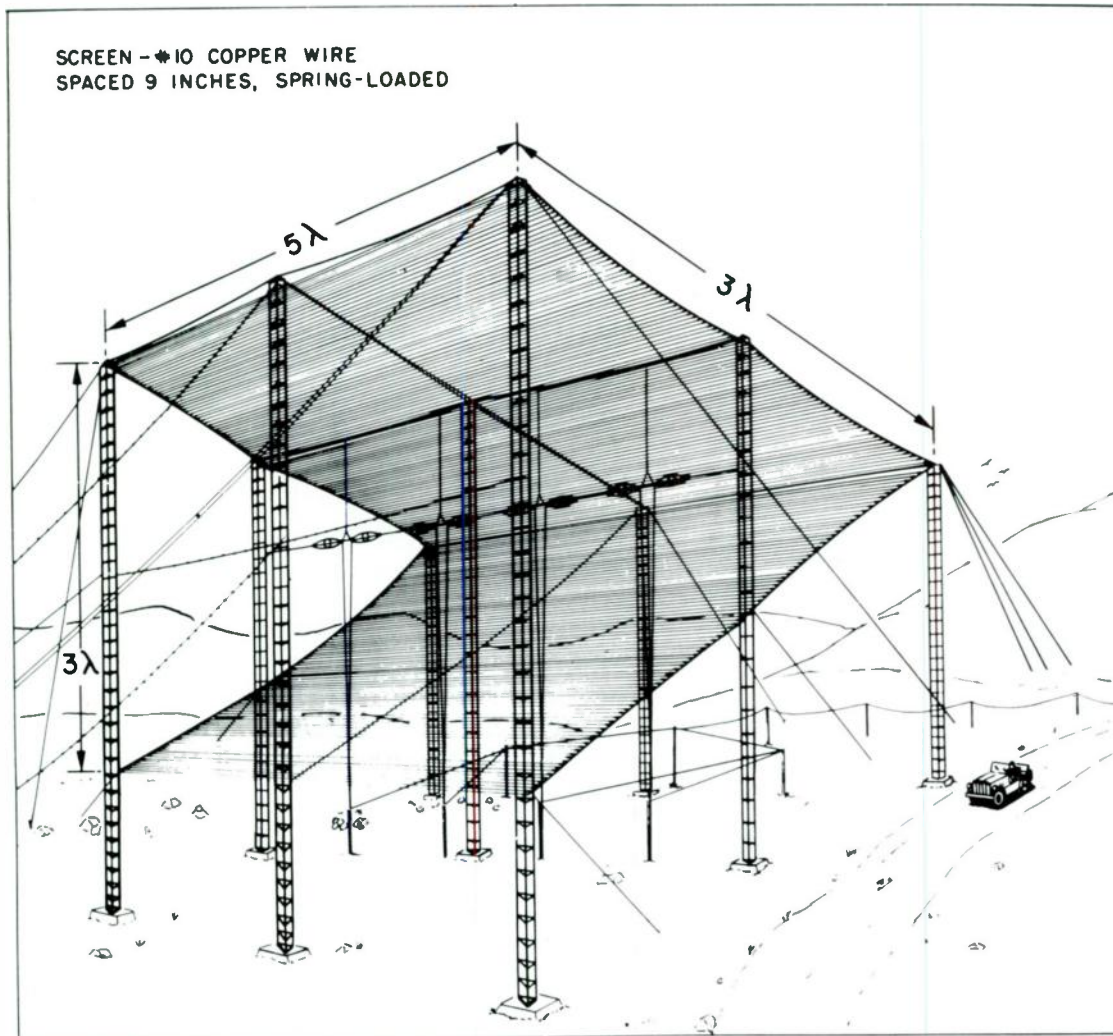 SCREEN - #10 COPPER WIRE
SPACED 9 INCHES, SPRING-LOADED
5λ
3λ
3λ